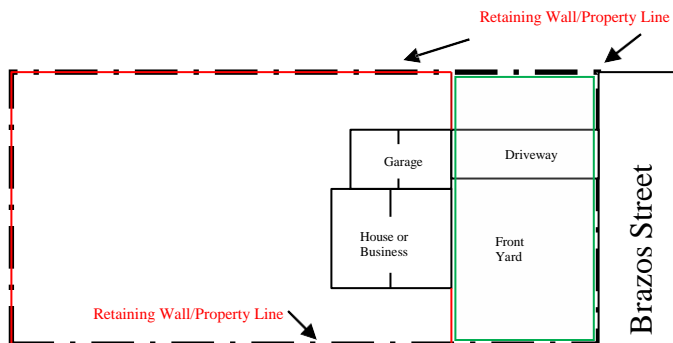 Retaining Wall/Property Line
Garage
Driveway
House or
Business
Front
Yard
Brazos Street
Retaining Wall/Property Line